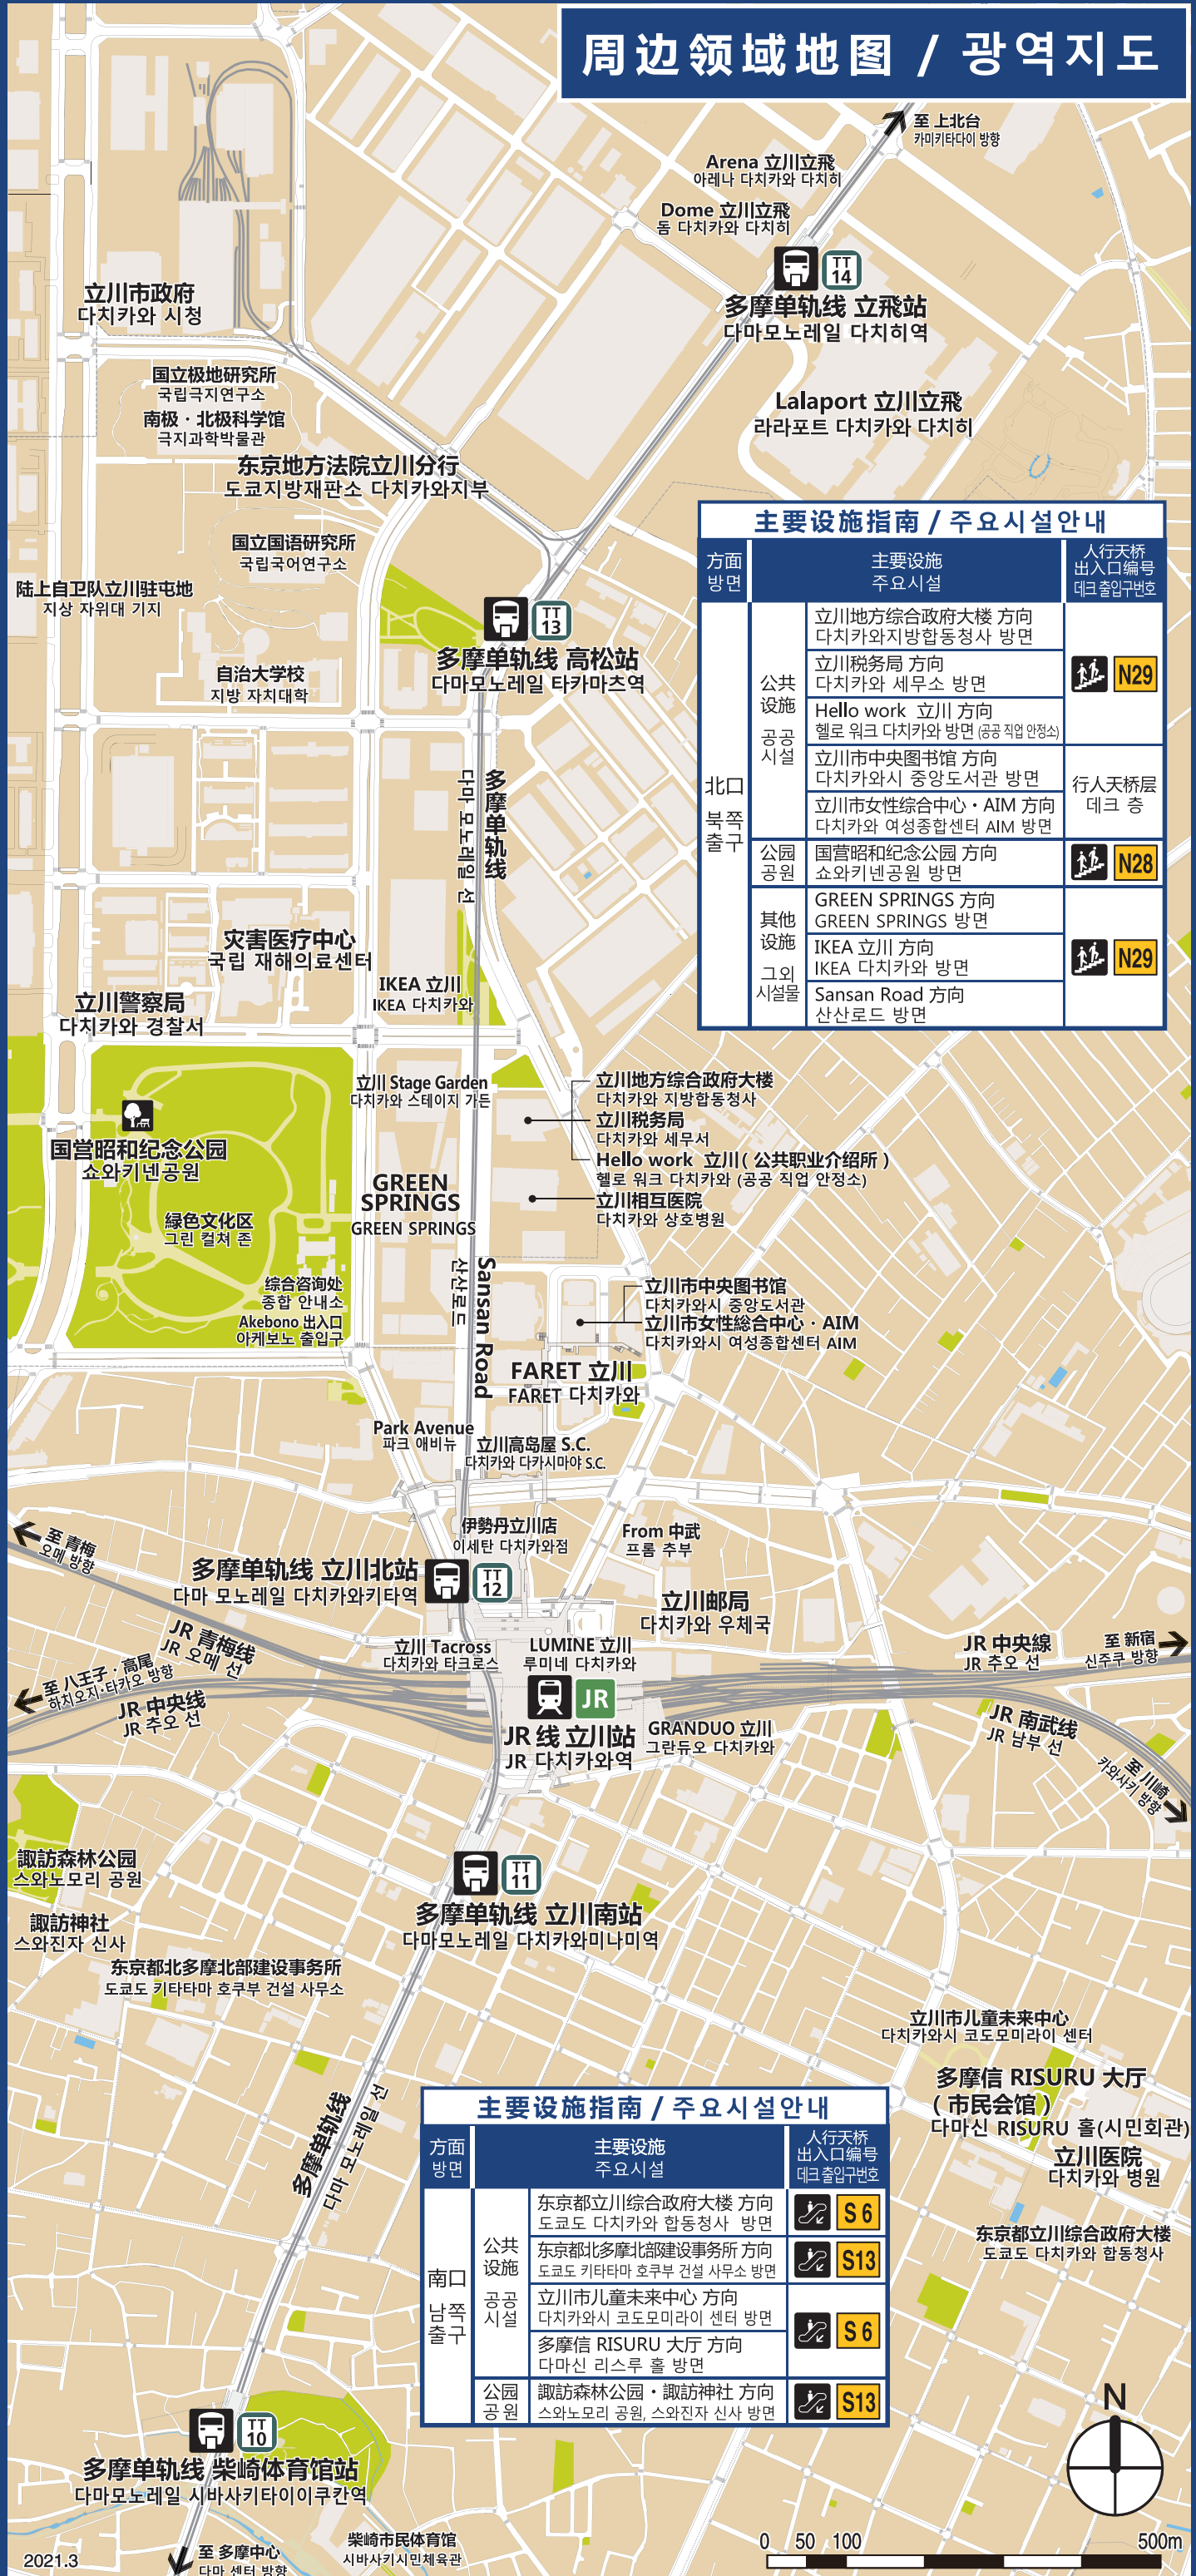 周边领域地图 / 광역지도
至 上北台
카미키타다이 방향
Arena 立川立飛
아레나 다치카와 다치히
Dome 立川立飛
돔 다치카와 다치히
TT
14
多摩单轨线 立飛站
다마모노레일 다치히역
立川市政府
다치카와 시청
国立极地研究所
국립극지연구소
南极・北极科学馆
극지과학박물관
Lalaport 立川立飛
라라포트 다치카와 다치히
东京地方法院立川分行
도쿄지방재판소 다치카와지부
国立国语研究所
국립국어연구소
陆上自卫队立川驻屯地
지상 자위대 기지
TT
13
多摩单轨线 高松站
다마모노레일 타카마츠역
自治大学校
지방 자치대학
主要设施指南 / 주요시설안내
方面
방면
主要设施
주요시설
人行天桥
出入口编号
데크 출입구번호
北口
북쪽
출구
公共
设施
공공
시설
立川地方综合政府大楼 方向
다치카와지방합동청사 방면
立川税务局 方向
다치카와 세무소 방면
Hello work 立川 方向
헬로 워크 다치카와 방면 (공공 직업 안정소)
N29
立川市中央图书馆 方向
다치카와시 중앙도서관 방면
立川市女性综合中心・AIM 方向
다치카와 여성종합센터 AIM 방면
行人天桥层
데크 층
公园
공원
国营昭和纪念公园 方向
쇼와키넨공원 방면
N28
其他
设施
그외
시설물
GREEN SPRINGS 方向
GREEN SPRINGS 방면
IKEA 立川 方向
IKEA 다치카와 방면
Sansan Road 方向
산산로드 방면
N29
多摩单轨线
다마 모노레일 선
灾害医疗中心
국립 재해의료센터
IKEA 立川
IKEA 다치카와
立川警察局
다치카와 경찰서
立川 Stage Garden
다치카와 스테이지 가든
立川地方综合政府大楼
다치카와 지방합동청사
立川税务局
다치카와 세무서
Hello work 立川 ( 公共职业介绍所 )
헬로 워크 다치카와 (공공 직업 안정소)
立川相互医院
다치카와 상호병원
国営昭和纪念公园
쇼와키넨공원
GREEN
SPRINGS
GREEN SPRINGS
緑色文化区
그린 컬쳐 존
综合咨询处
종합 안내소
Akebono 出入口
아케보노 출입구
Sansan Road
산산로드
立川市中央图书馆
다치카와시 중앙도서관
立川市女性総合中心・AIM
다치카와시 여성종합센터 AIM
FARET 立川
FARET 다치카와
Park Avenue
파크 애비뉴
立川高岛屋 S.C.
다치카와 다카시마야 S.C.
伊勢丹立川店
이세탄 다치카와점
From 中武
프롬 추부
至 青梅
오메 방향
多摩单轨线 立川北站
다마 모노레일 다치카와키타역
TT
12
立川邮局
다치카와 우체국
JR 青梅线
JR 오메 선
立川 Tacross
다치카와 타크로스
LUMINE 立川
루미네 다치카와
JR 中央線
JR 추오 선
至 新宿
신주쿠 방향
至 八王子・高尾
하치오지·타카오 방향
JR 中央线
JR 추오 선
JR
JR 线 立川站
JR 다치카와역
GRANDUO 立川
그란듀오 다치카와
JR 南武线
JR 남부 선
至 川崎
카와사키 방향
諏訪森林公园
스와노모리 공원
TT
11
多摩单轨线 立川南站
다마모노레일 다치카와미나미역
諏訪神社
스와진자 신사
东京都北多摩北部建设事务所
도쿄도 키타타마 호쿠부 건설 사무소
立川市儿童未来中心
다치카와시 코도모미라이 센터
多摩信 RISURU 大厅
( 市民会馆 )
다마신 RISURU 홀(시민회관)
立川医院
다치카와 병원
东京都立川综合政府大楼
도쿄도 다치카와 합동청사
多摩单轨线
다마 모노레일 선
主要设施指南 / 주요시설안내
方面
방면
主要设施
주요시설
人行天桥
出入口编号
데크 출입구번호
南口
남쪽
출구
公共
设施
공공
시설
东京都立川综合政府大楼 方向
도쿄도 다치카와 합동청사 방면
S 6
东京都北多摩北部建设事务所 方向
도쿄도 키타타마 호쿠부 건설 사무소 방면
S13
立川市儿童未来中心 方向
다치카와시 코도모미라이 센터 방면
多摩信 RISURU 大厅 方向
다마신 리스루 홀 방면
S 6
公园
공원
諏訪森林公园・諏訪神社 方向
스와노모리 공원, 스와진자 신사 방면
S13
TT
10
多摩单轨线 柴崎体育馆站
다마모노레일 시바사키타이이쿠칸역
至 多摩中心
다마 센터 방향
柴崎市民体育馆
시바사키시민체육관
N
0 50 100 500m
2021.3